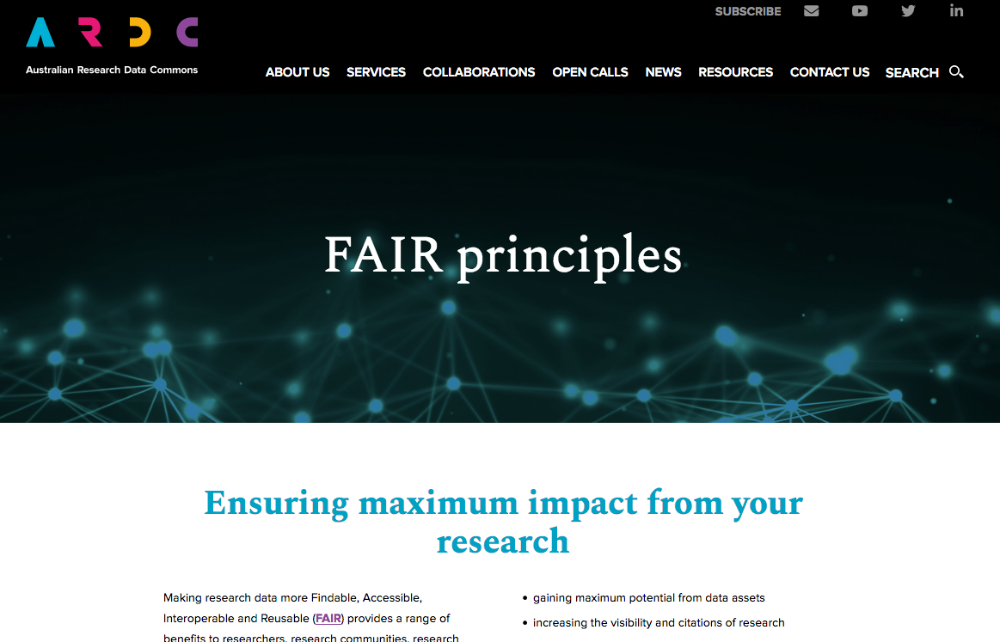 SUBSCRIBE
A R D C
Australian Research Data Commons
ABOUT US SERVICES COLLABORATIONS OPEN CALLS NEWS RESOURCES CONTACT US SEARCH
FAIR principles
Ensuring maximum impact from your
research
Making research data more Findable, Accessible,
Interoperable and Reusable (FAIR) provides a range of
benefits to researchers, research communities, research
• gaining maximum potential from data assets
• increasing the visibility and citations of research